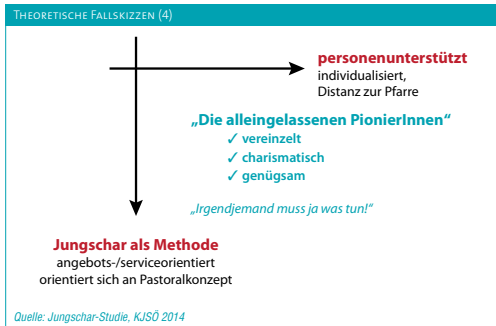 THEORETISCHE FALLSKIZZEN (4)
personenunterstützt
individualisiert,
Distanz zur Pfarre
„Die alleingelassenen PionierInnen“
✓ vereinzelt
✓ charismatisch
✓ genügsam
„Irgendjemand muss ja was tun!“
Jungschar als Methode
angebots-/serviceorientiert
orientiert sich an Pastoralkonzept
Quelle: Jungschar-Studie, KJSÖ 2014